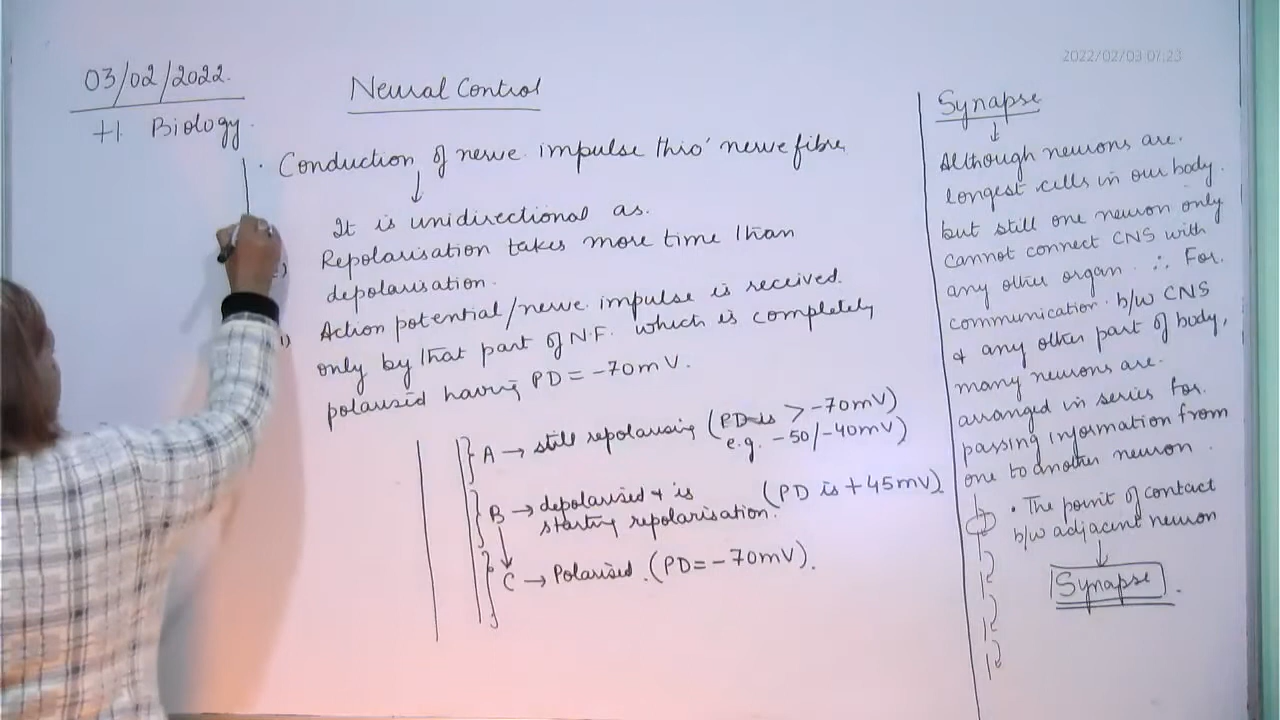 2022/02/03 07:23
03/02/2022.
+1 Biology.
Neural Control
· Conduction of nerve impulse thro' nerve fibre
It is unidirectional as.
Repolarisation takes more time than
depolarisation.
1) Action potential/nerve impulse is received.
only by that part of N.F. which is completely
polarised having PD = -70mV.
A → still repolarising (PD is > -70mV)
e.g. -50/-40mV)
B → depolarised & is (PD is +45mV)
starting repolarisation.
C → Polarised. (PD = -70mV).
Synapse
Although neurons are.
longest cells in our body.
but still one neuron only
cannot connect CNS with
any other organ. ∴ For.
communication b/w CNS
& any other part of body,
many neurons are.
arranged in series for.
passing information from
one to another neuron.
· The point of contact
b/w adjacent neuron
Synapse.